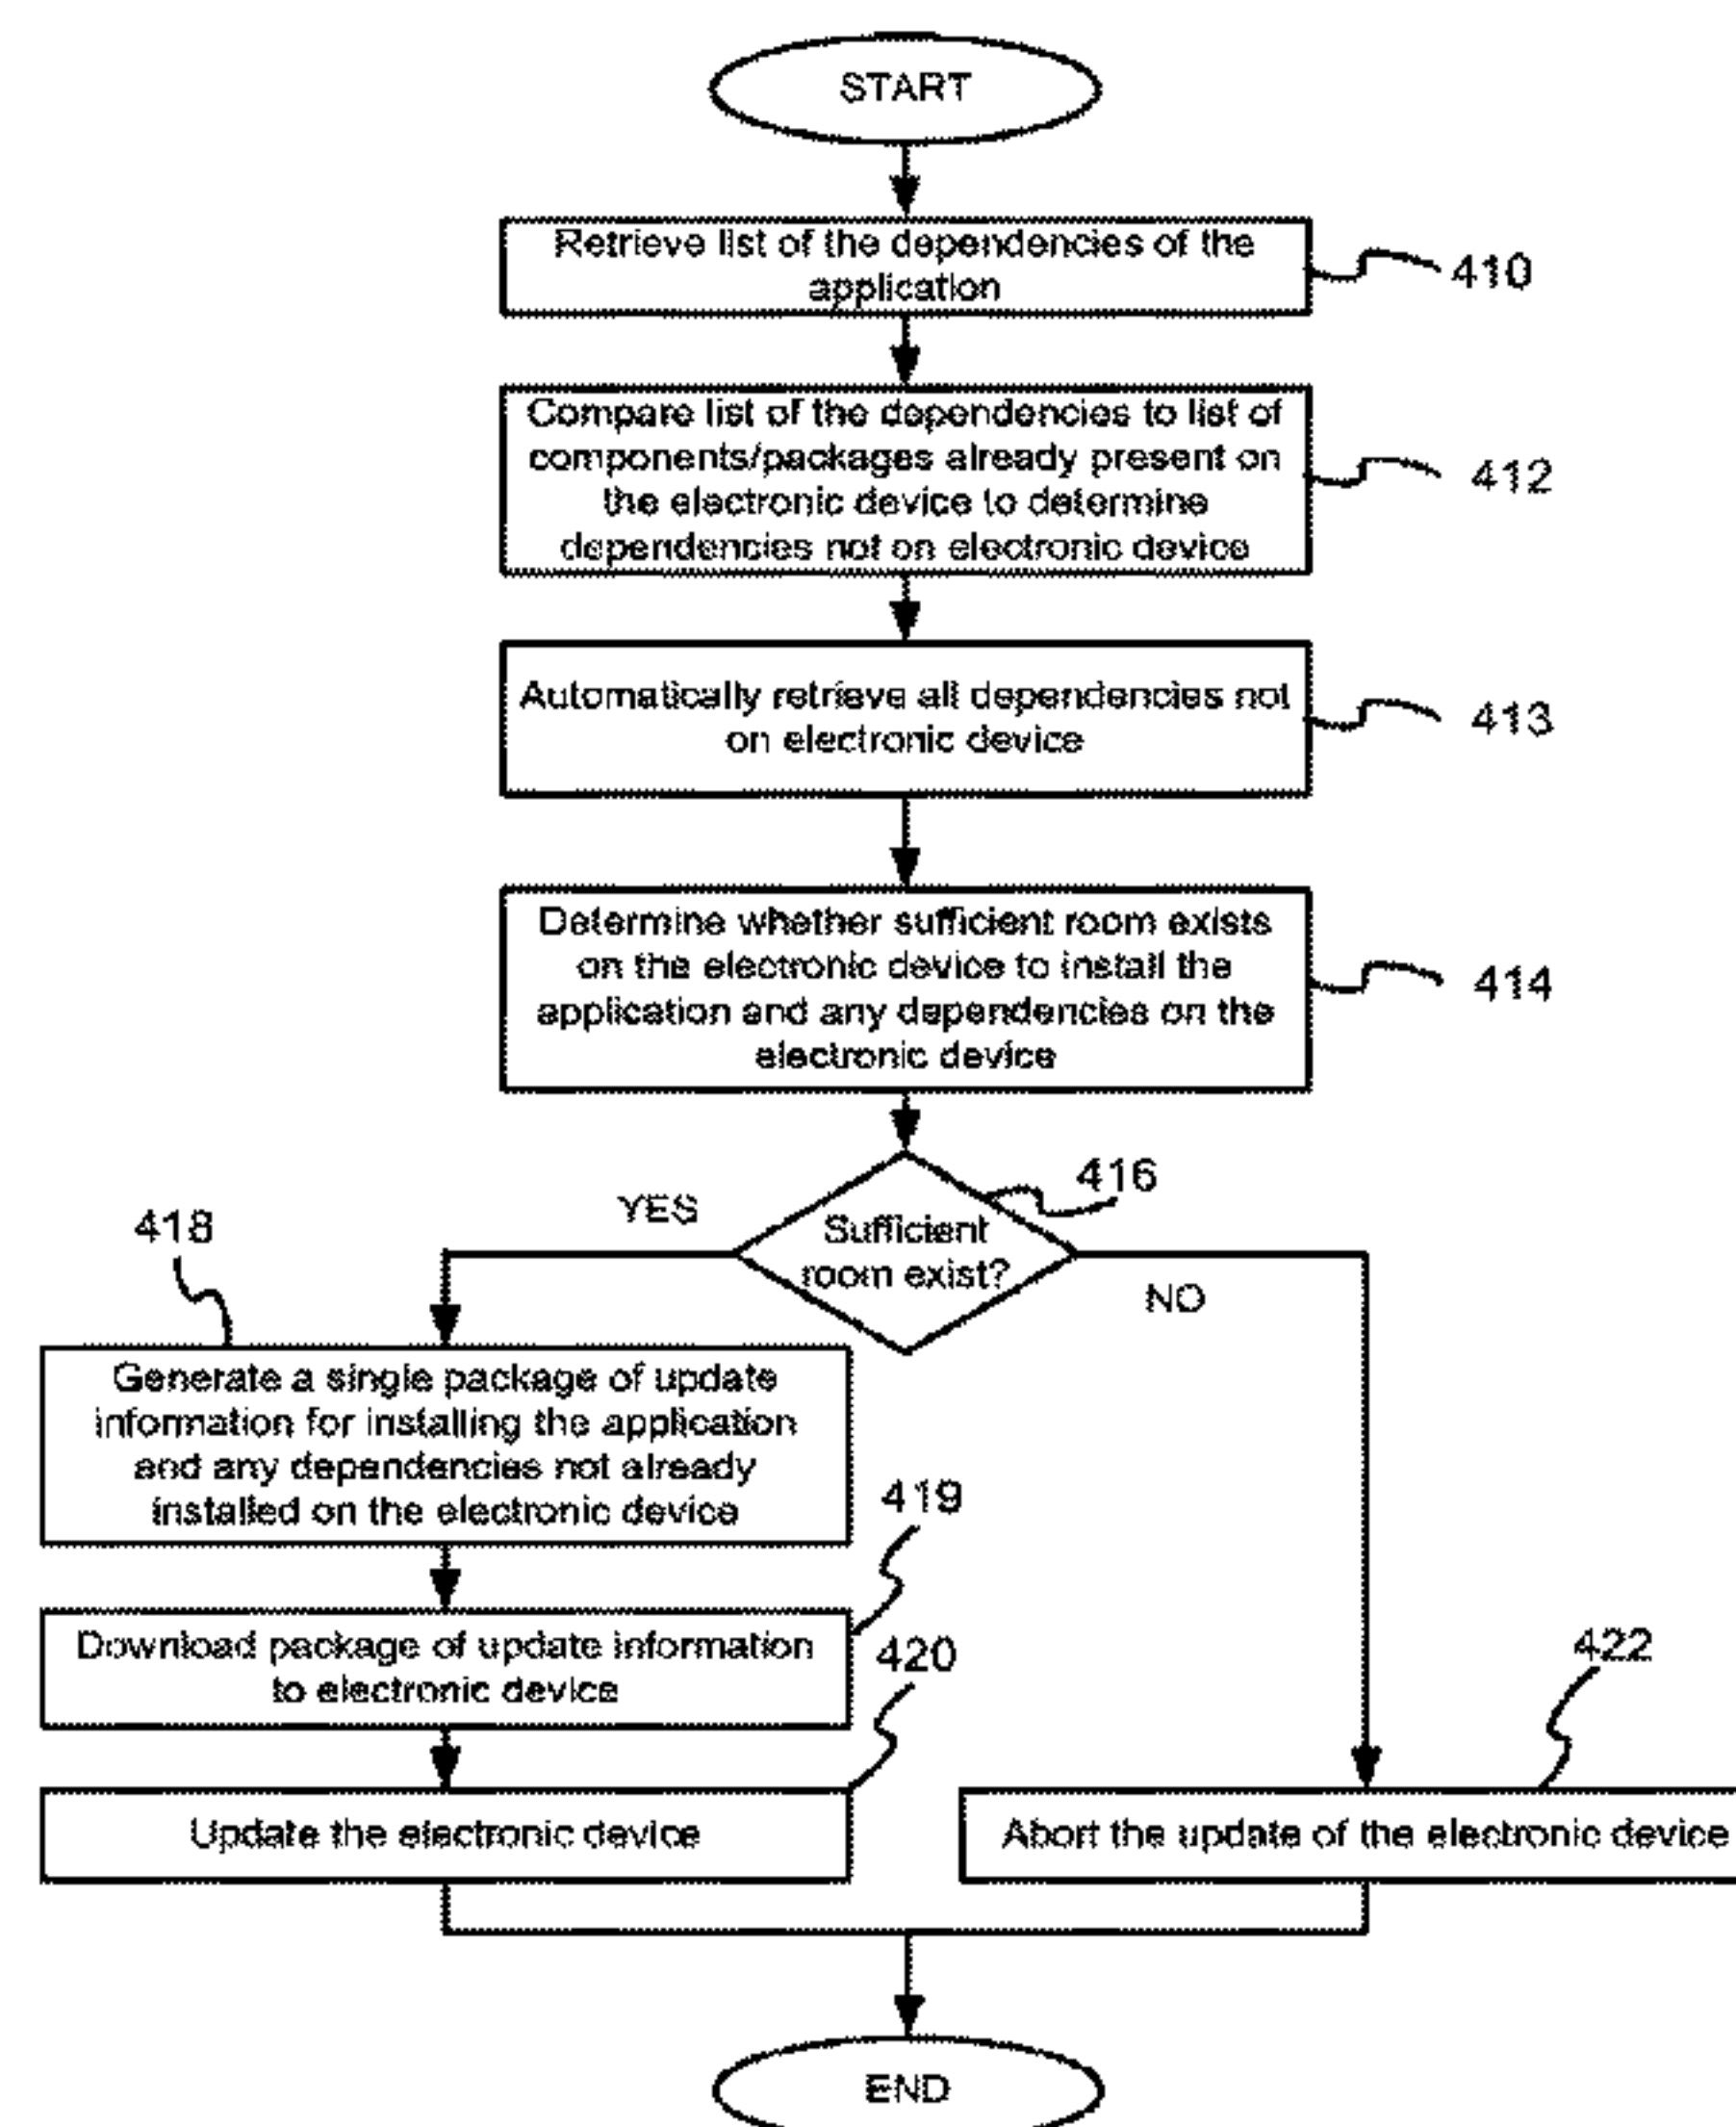 START
Retrieve list of the dependencies of the
application
410
Compare list of the dependencies to list of
components/packages already present on
the electronic device to determine
dependencies not on electronic device
412
Automatically retrieve all dependencies not
on electronic device
413
Determine whether sufficient room exists
on the electronic device to install the
application and any dependencies on the
electronic device
414
416
Sufficient
room exist?
YES
NO
418
Generate a single package of update
information for installing the application
and any dependencies not already
installed on the electronic device
419
Download package of update information
to electronic device
420
Update the electronic device
422
Abort the update of the electronic device
END